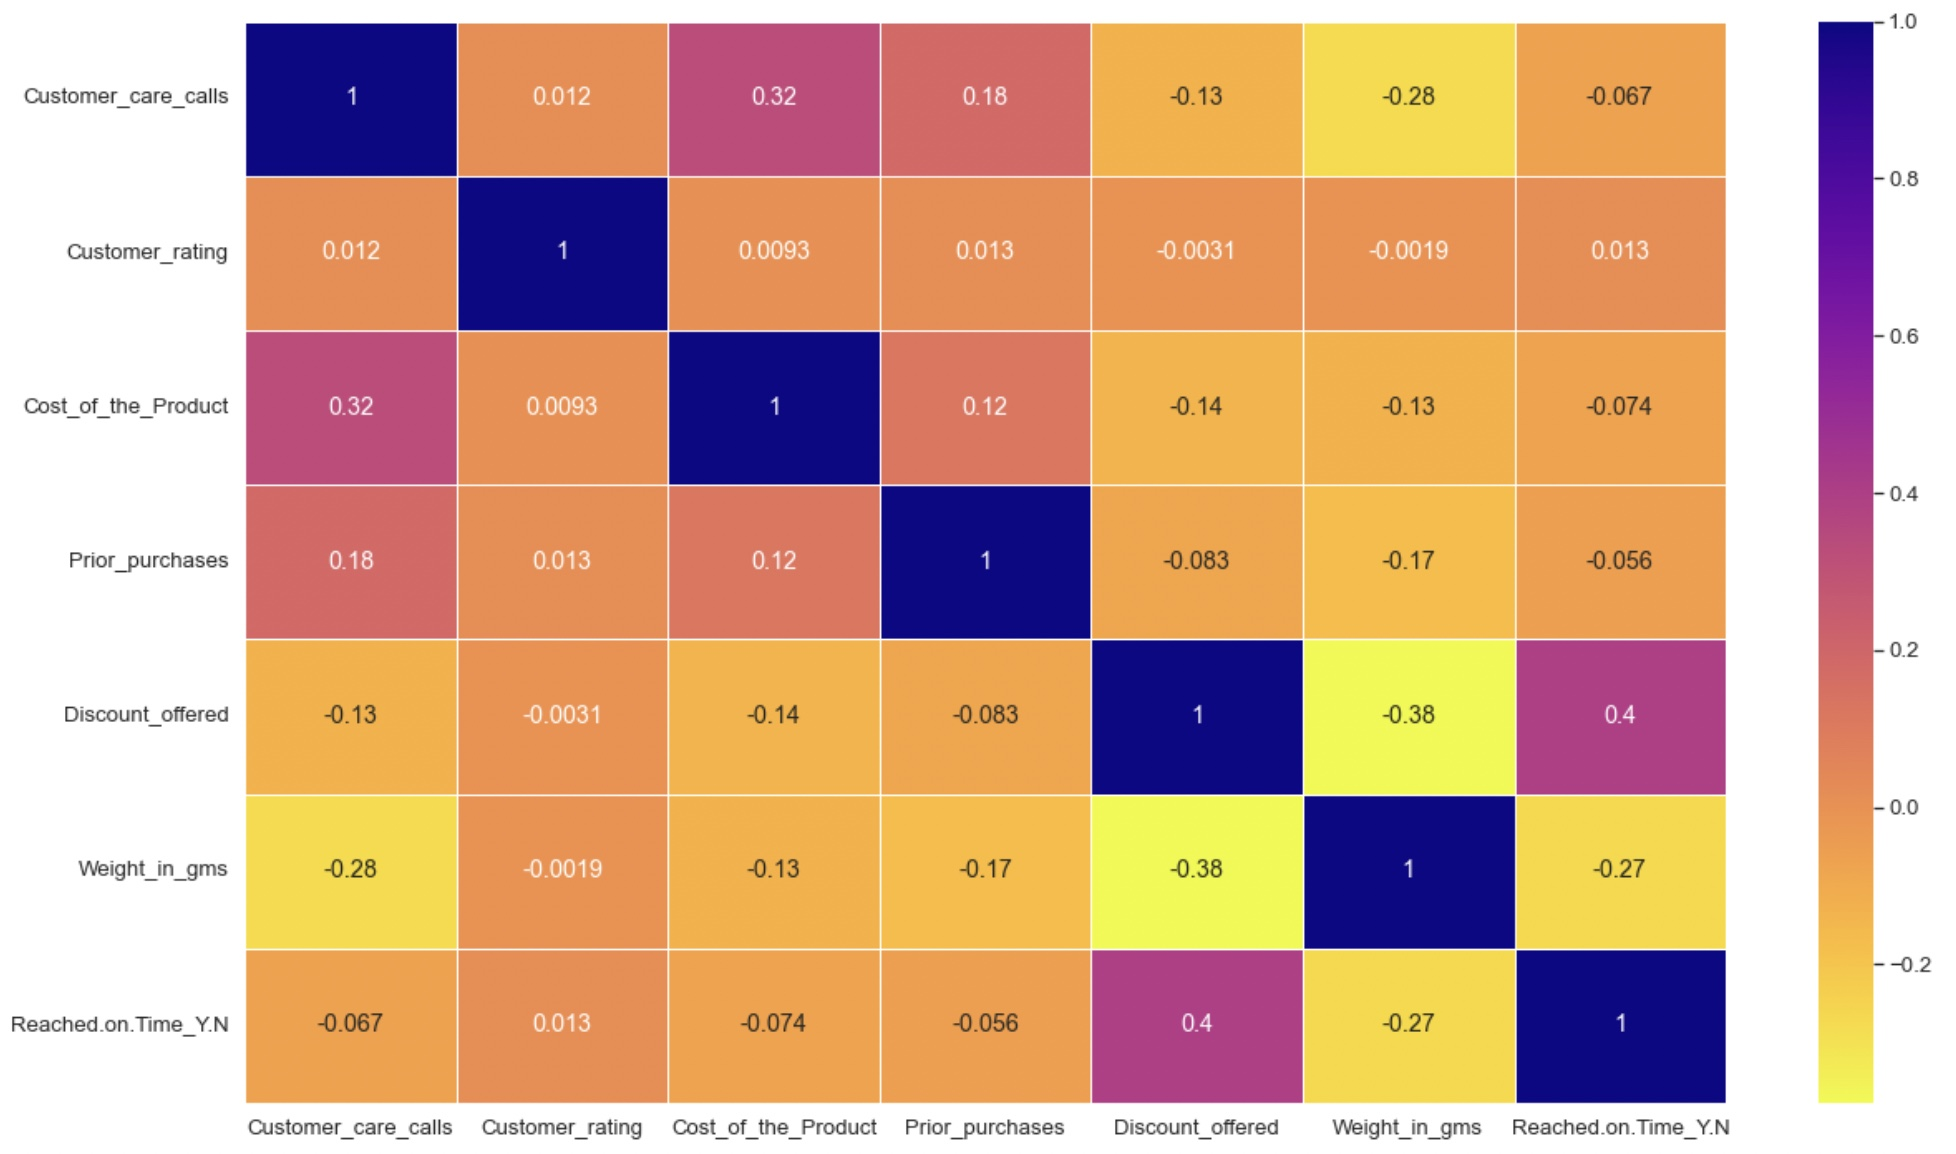 Customer_care_calls 1 0.012 0.32 0.18 -0.13 -0.28 -0.067
Customer_rating 0.012 1 0.0093 0.013 -0.0031 -0.0019 0.013
Cost_of_the_Product 0.32 0.0093 1 0.12 -0.14 -0.13 -0.074
Prior_purchases 0.18 0.013 0.12 1 -0.083 -0.17 -0.056
Discount_offered -0.13 -0.0031 -0.14 -0.083 1 -0.38 0.4
Weight_in_gms -0.28 -0.0019 -0.13 -0.17 -0.38 1 -0.27
Reached.on.Time_Y.N -0.067 0.013 -0.074 -0.056 0.4 -0.27 1
Customer_care_calls Customer_rating Cost_of_the_Product Prior_purchases Discount_offered Weight_in_gms Reached.on.Time_Y.N
1.0
0.8
0.6
0.4
0.2
0.0
−0.2